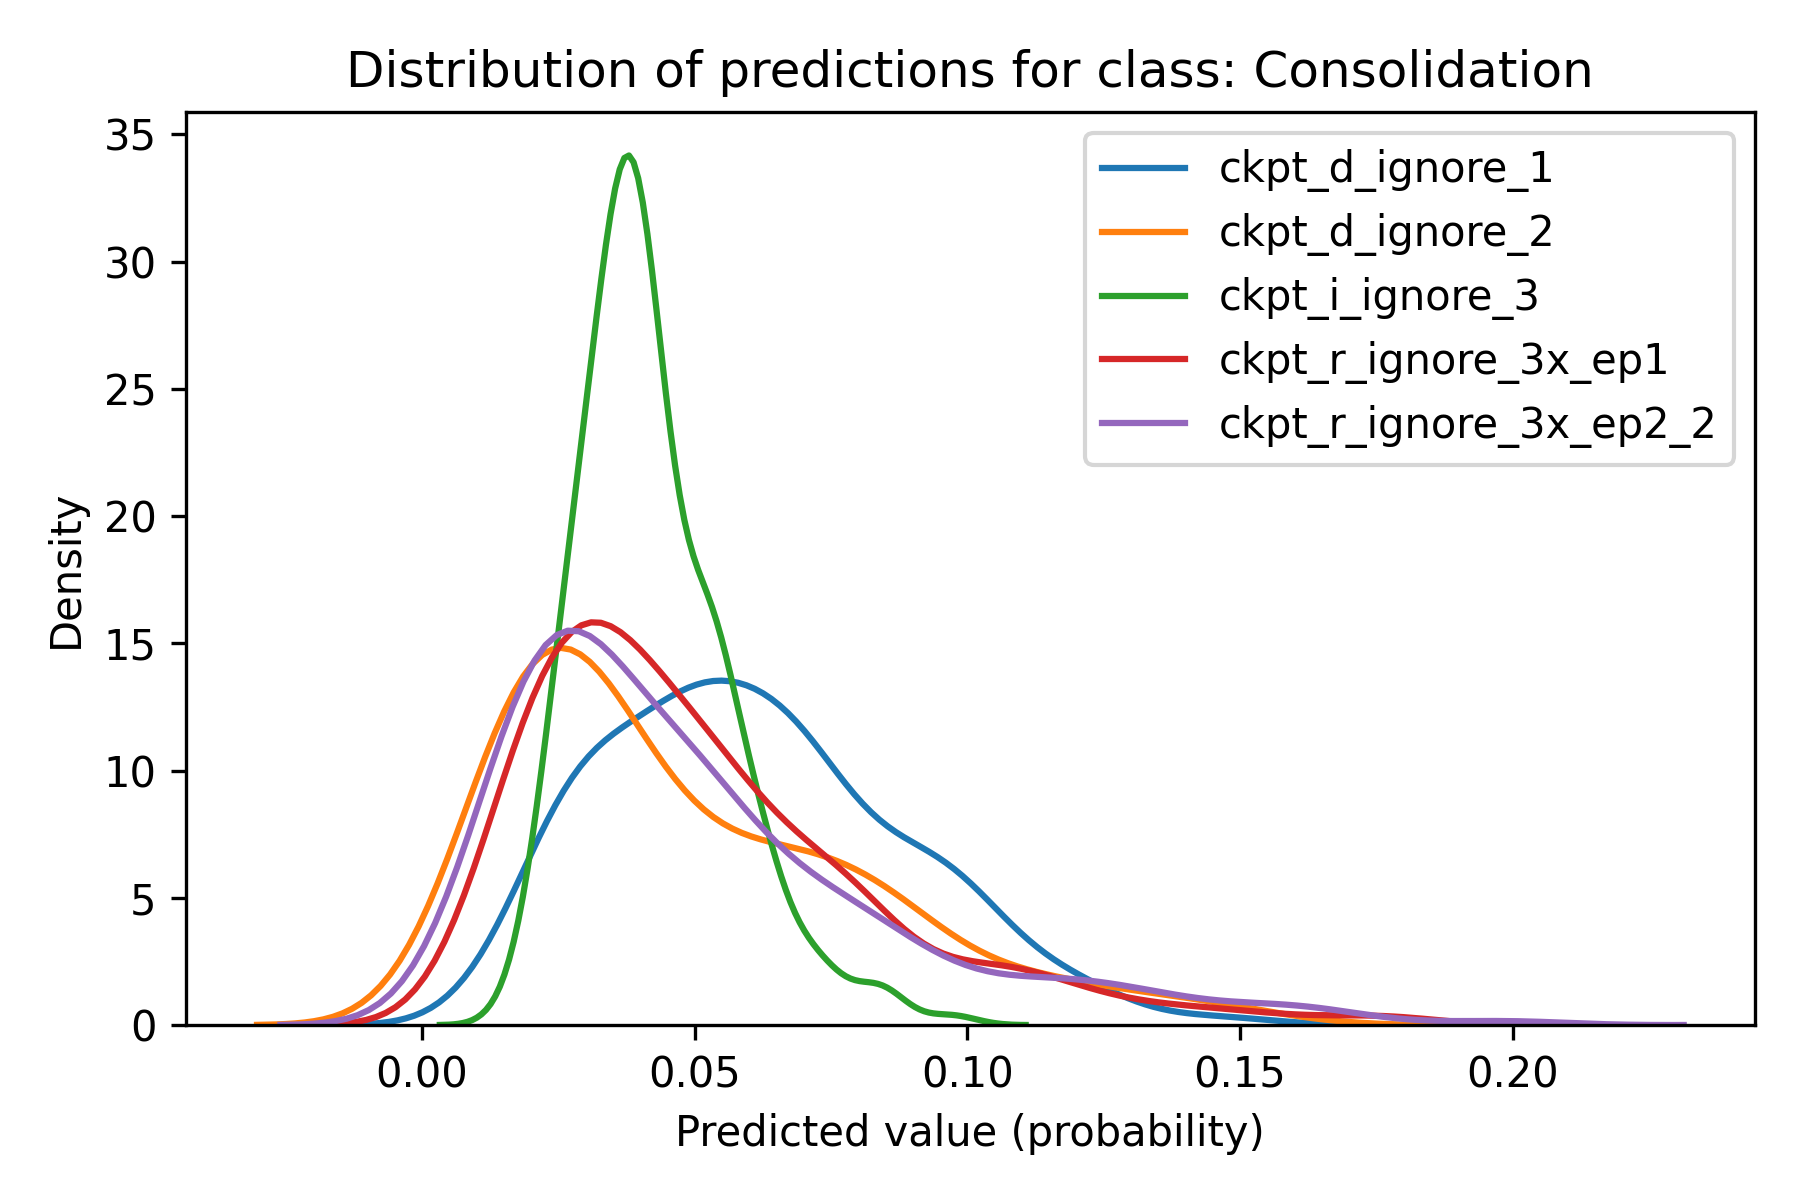 Distribution of predictions for class: Consolidation
35
30
25
20
15
10
5
0
Density
0.00 0.05 0.10 0.15 0.20
Predicted value (probability)
ckpt_d_ignore_1
ckpt_d_ignore_2
ckpt_i_ignore_3
ckpt_r_ignore_3x_ep1
ckpt_r_ignore_3x_ep2_2